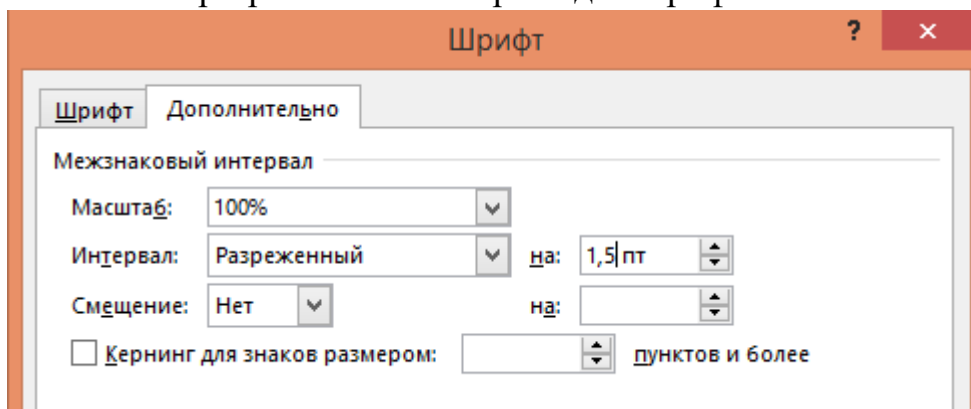 Шрифт ? ×
Шрифт Дополнительно
Межзнаковый интервал
Масштаб: 100%
Интервал: Разреженный на: 1,5 пт
Смещение: Нет на:
Кернинг для знаков размером: пунктов и более